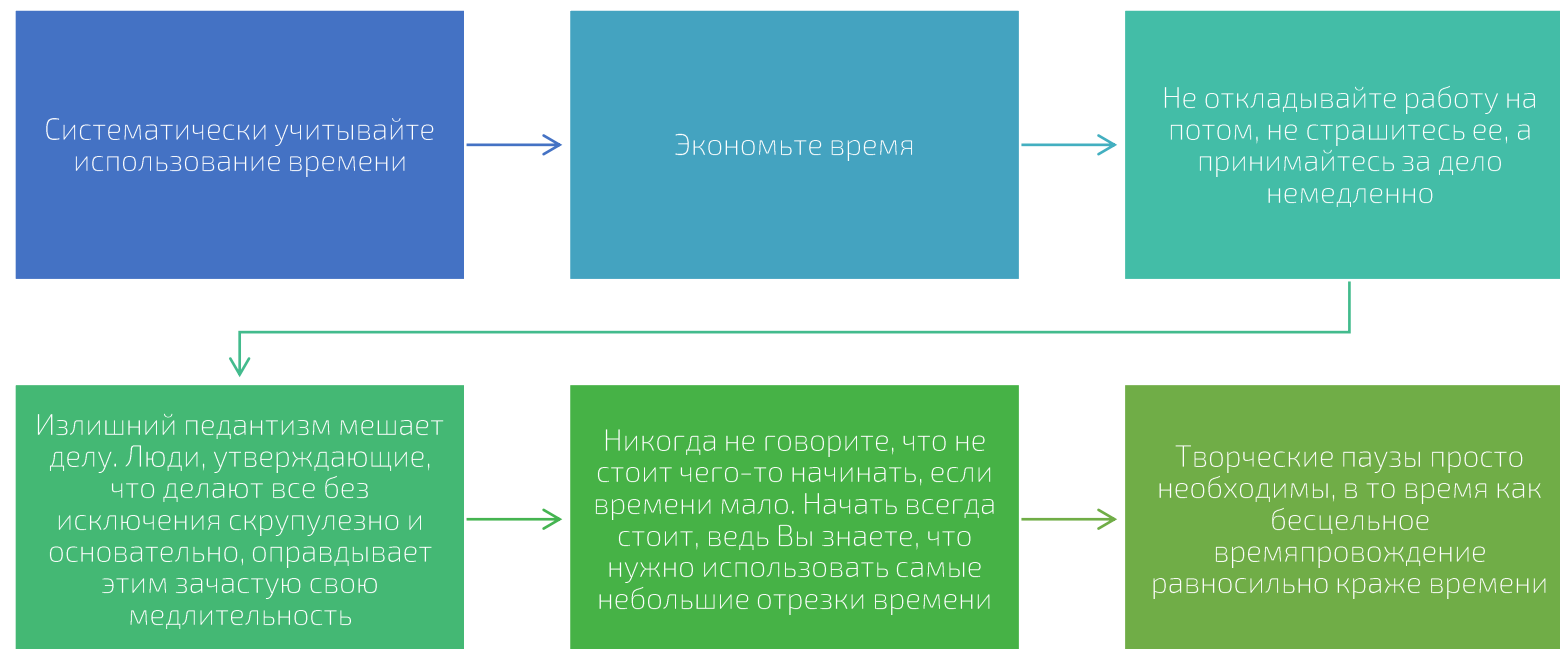 Систематически учитывайте
использование времени
Экономьте время
Не откладывайте работу на
потом, не страшитесь ее, а
принимайтесь за дело
немедленно
Излишний педантизм мешает
делу. Люди, утверждающие,
что делают все без
исключения скрупулезно и
основательно, оправдывает
этим зачастую свою
медлительность
Никогда не говорите, что не
стоит чего-то начинать, если
времени мало. Начать всегда
стоит, ведь Вы знаете, что
нужно использовать самые
небольшие отрезки времени
Творческие паузы просто
необходимы, в то время как
бесцельное
времяпровождение
равносильно краже времени